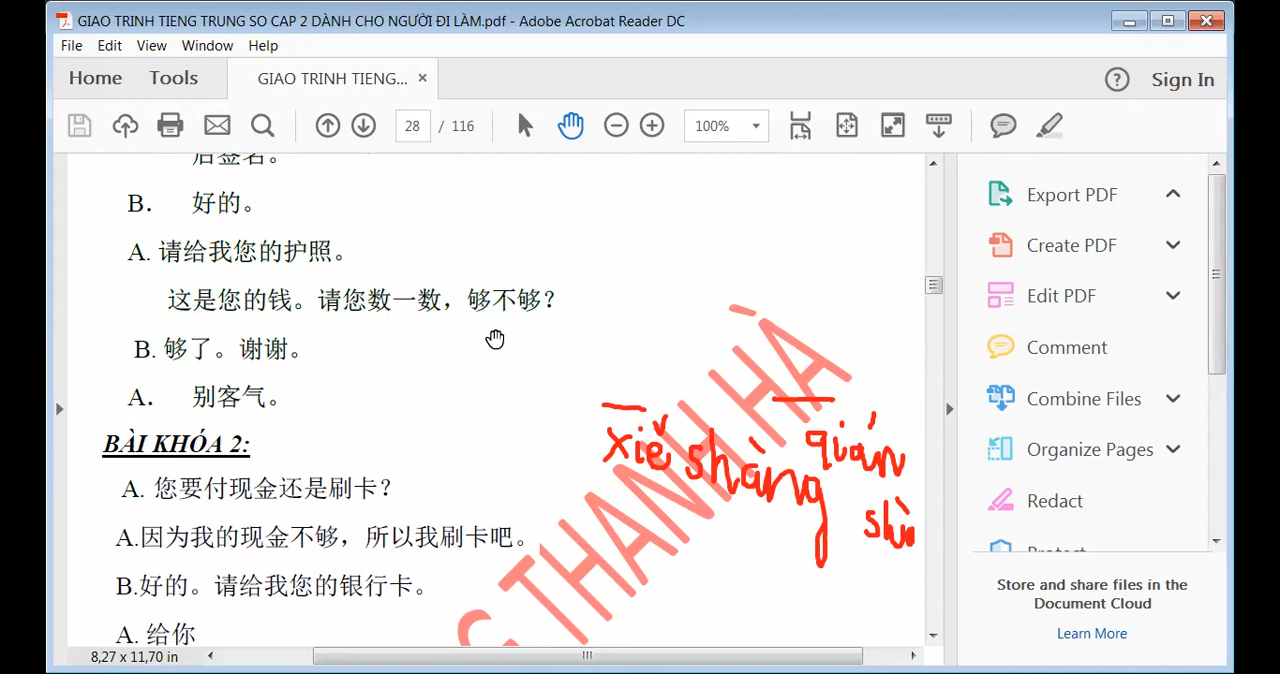 GIAO TRINH TIENG TRUNG SO CAP 2 DÀNH CHO NGƯỜI ĐI LÀM.pdf - Adobe Acrobat Reader DC
File Edit View Window Help
Home Tools GIAO TRINH TIENG... × Sign In
28 / 116 100%
后签名。
B. 好的。
A. 请给我您的护照。
这是您的钱。请您数一数，够不够？
B. 够了。谢谢。
A. 别客气。
BÀI KHÓA 2:
A. 您要付现金还是刷卡？
A.因为我的现金不够，所以我刷卡吧。
B.好的。请给我您的银行卡。
A. 给你
THANH HÀ
xiě shàng qián
shù
8,27 x 11,70 in
Export PDF
Create PDF
Edit PDF
Comment
Combine Files
Organize Pages
Redact
Protect
Store and share files in the
Document Cloud
Learn More